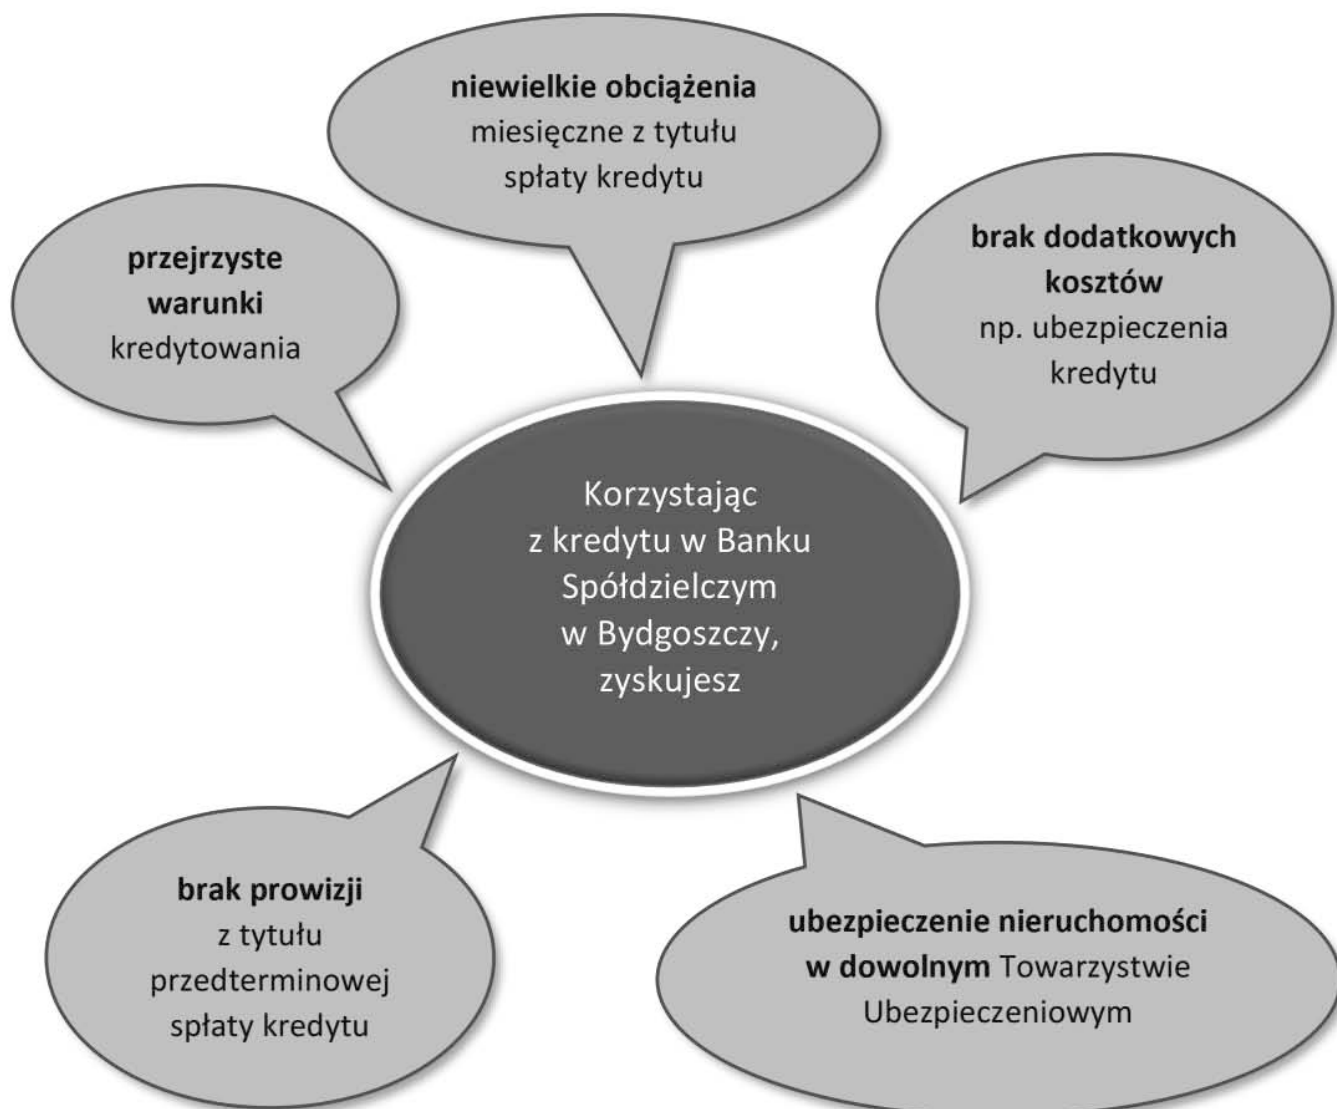 niewielkie obciążenia
miesięczne z tytułu
spłaty kredytu
przejrzyste
warunki
kredytowania
brak dodatkowych
kosztów
np. ubezpieczenia
kredytu
Korzystając
z kredytu w Banku
Spółdzielczym
w Bydgoszczy,
zyskujesz
brak prowizji
z tytułu
przedterminowej
spłaty kredytu
ubezpieczenie nieruchomości
w dowolnym Towarzystwie
Ubezpieczeniowym